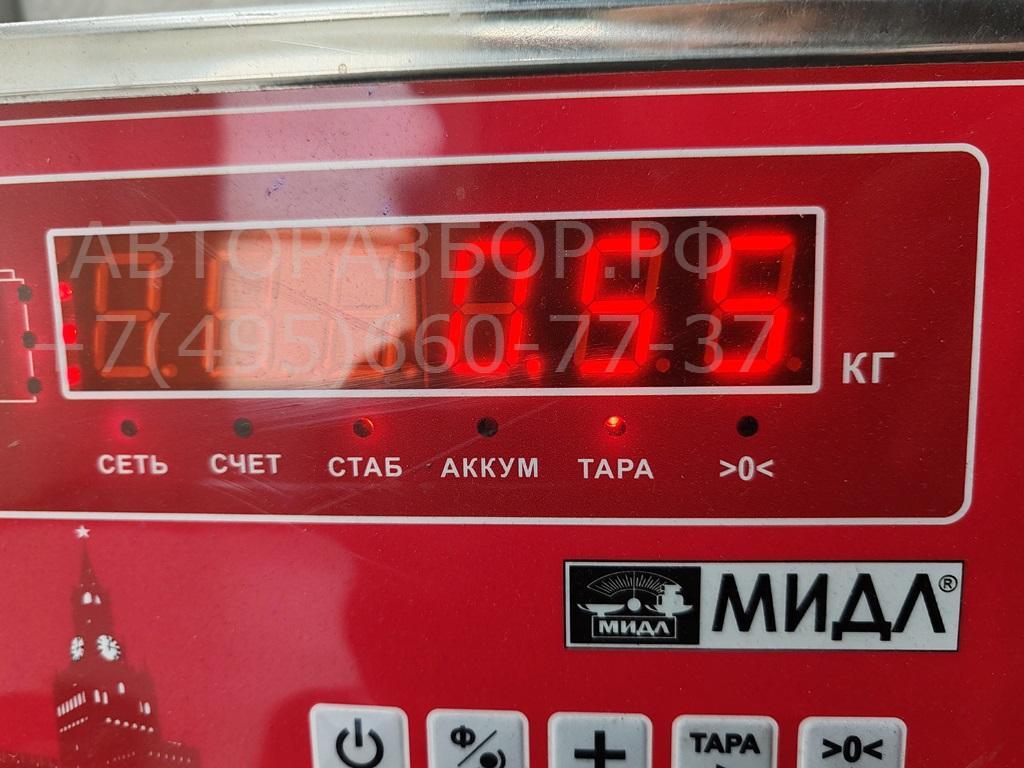 АВТОРАЗБОР.РФ
+7(495)660-77-37
0.55
КГ
СЕТЬ СЧЕТ СТАБ АККУМ ТАРА >0<
МИДЛ МИДЛ®
Ф ТАРА >0<